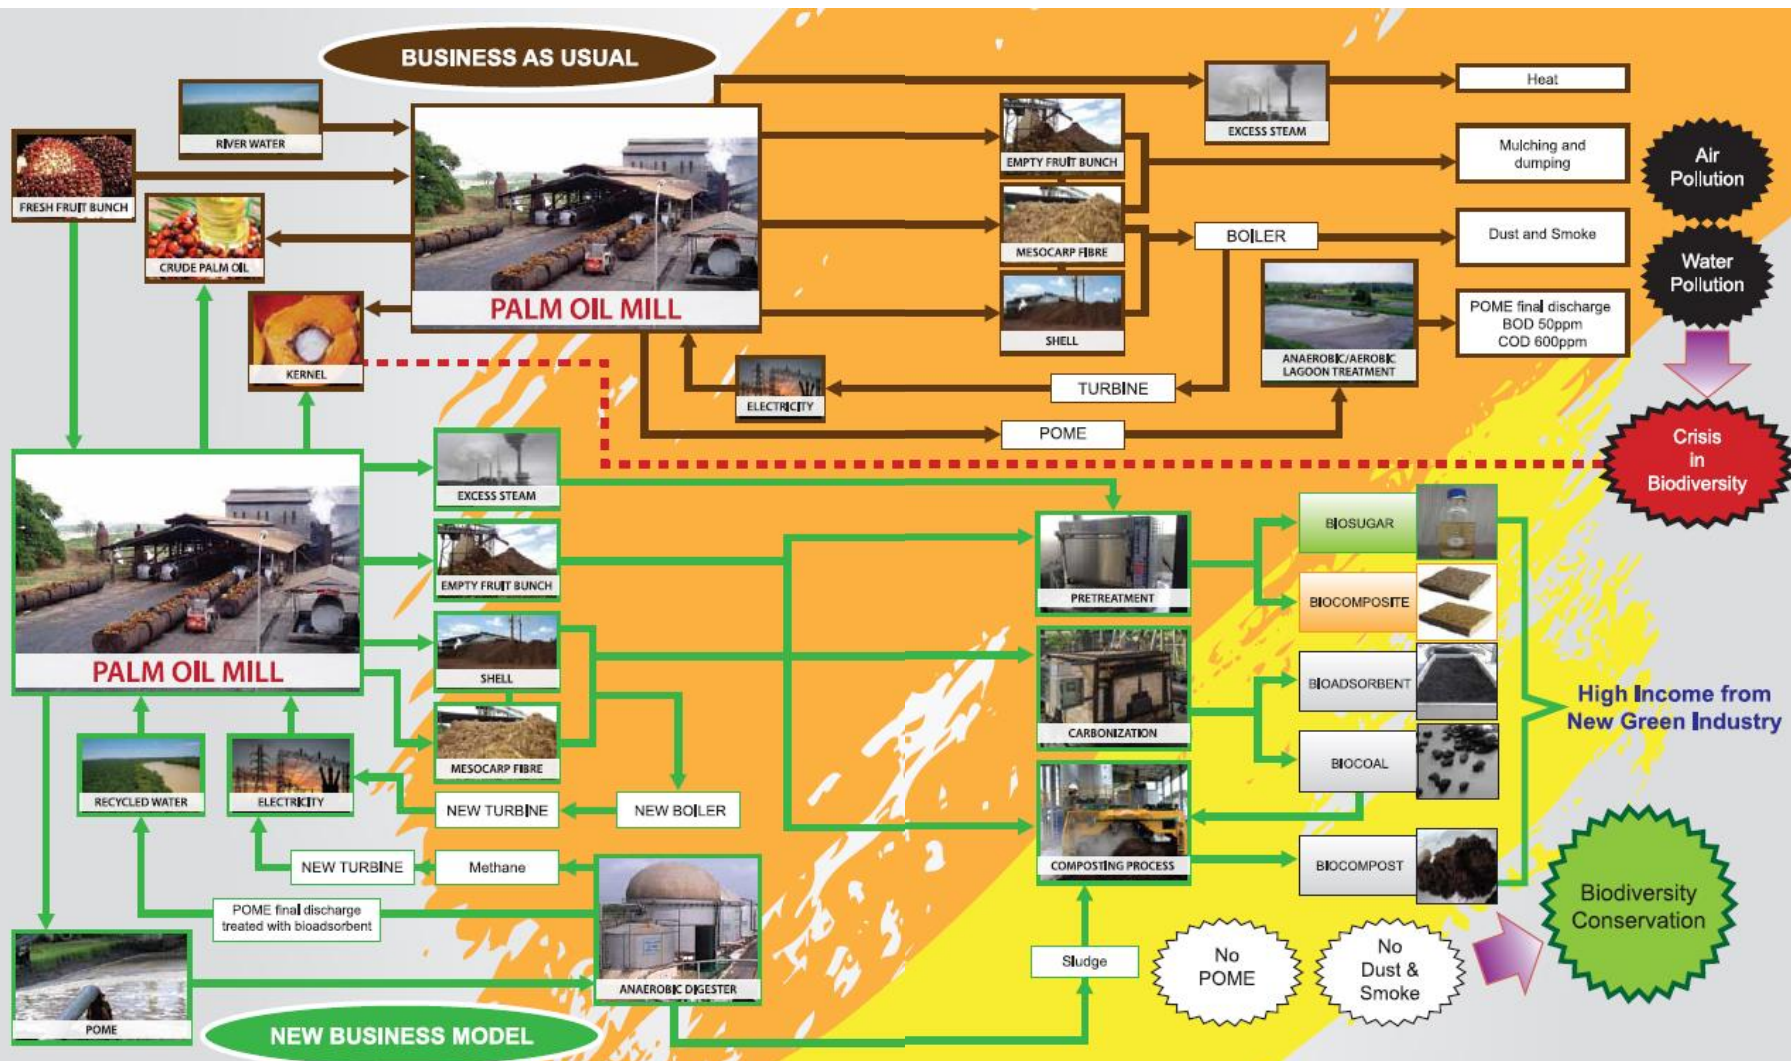 BUSINESS AS USUAL
RIVER WATER
FRESH FRUIT BUNCH
CRUDE PALM OIL
KERNEL
PALM OIL MILL
EXCESS STEAM
Heat
EMPTY FRUIT BUNCH
Mulching and
dumping
MESOCARP FIBRE
BOILER
Dust and Smoke
SHELL
ANAEROBIC/AEROBIC
LAGOON TREATMENT
POME final discharge
BOD 50ppm
COD 600ppm
ELECTRICITY
TURBINE
POME
Air
Pollution
Water
Pollution
Crisis
in
Biodiversity
PALM OIL MILL
EXCESS STEAM
EMPTY FRUIT BUNCH
SHELL
MESOCARP FIBRE
RECYCLED WATER
ELECTRICITY
NEW TURBINE
NEW BOILER
NEW TURBINE
Methane
POME final discharge
treated with bioadsorbent
POME
ANAEROBIC DIGESTER
PRETREATMENT
CARBONIZATION
COMPOSTING PROCESS
Sludge
BIOSUGAR
BIOCOMPOSITE
BIOADSORBENT
BIOCOAL
BIOCOMPOST
High Income from
New Green Industry
No
POME
No
Dust &
Smoke
Biodiversity
Conservation
NEW BUSINESS MODEL